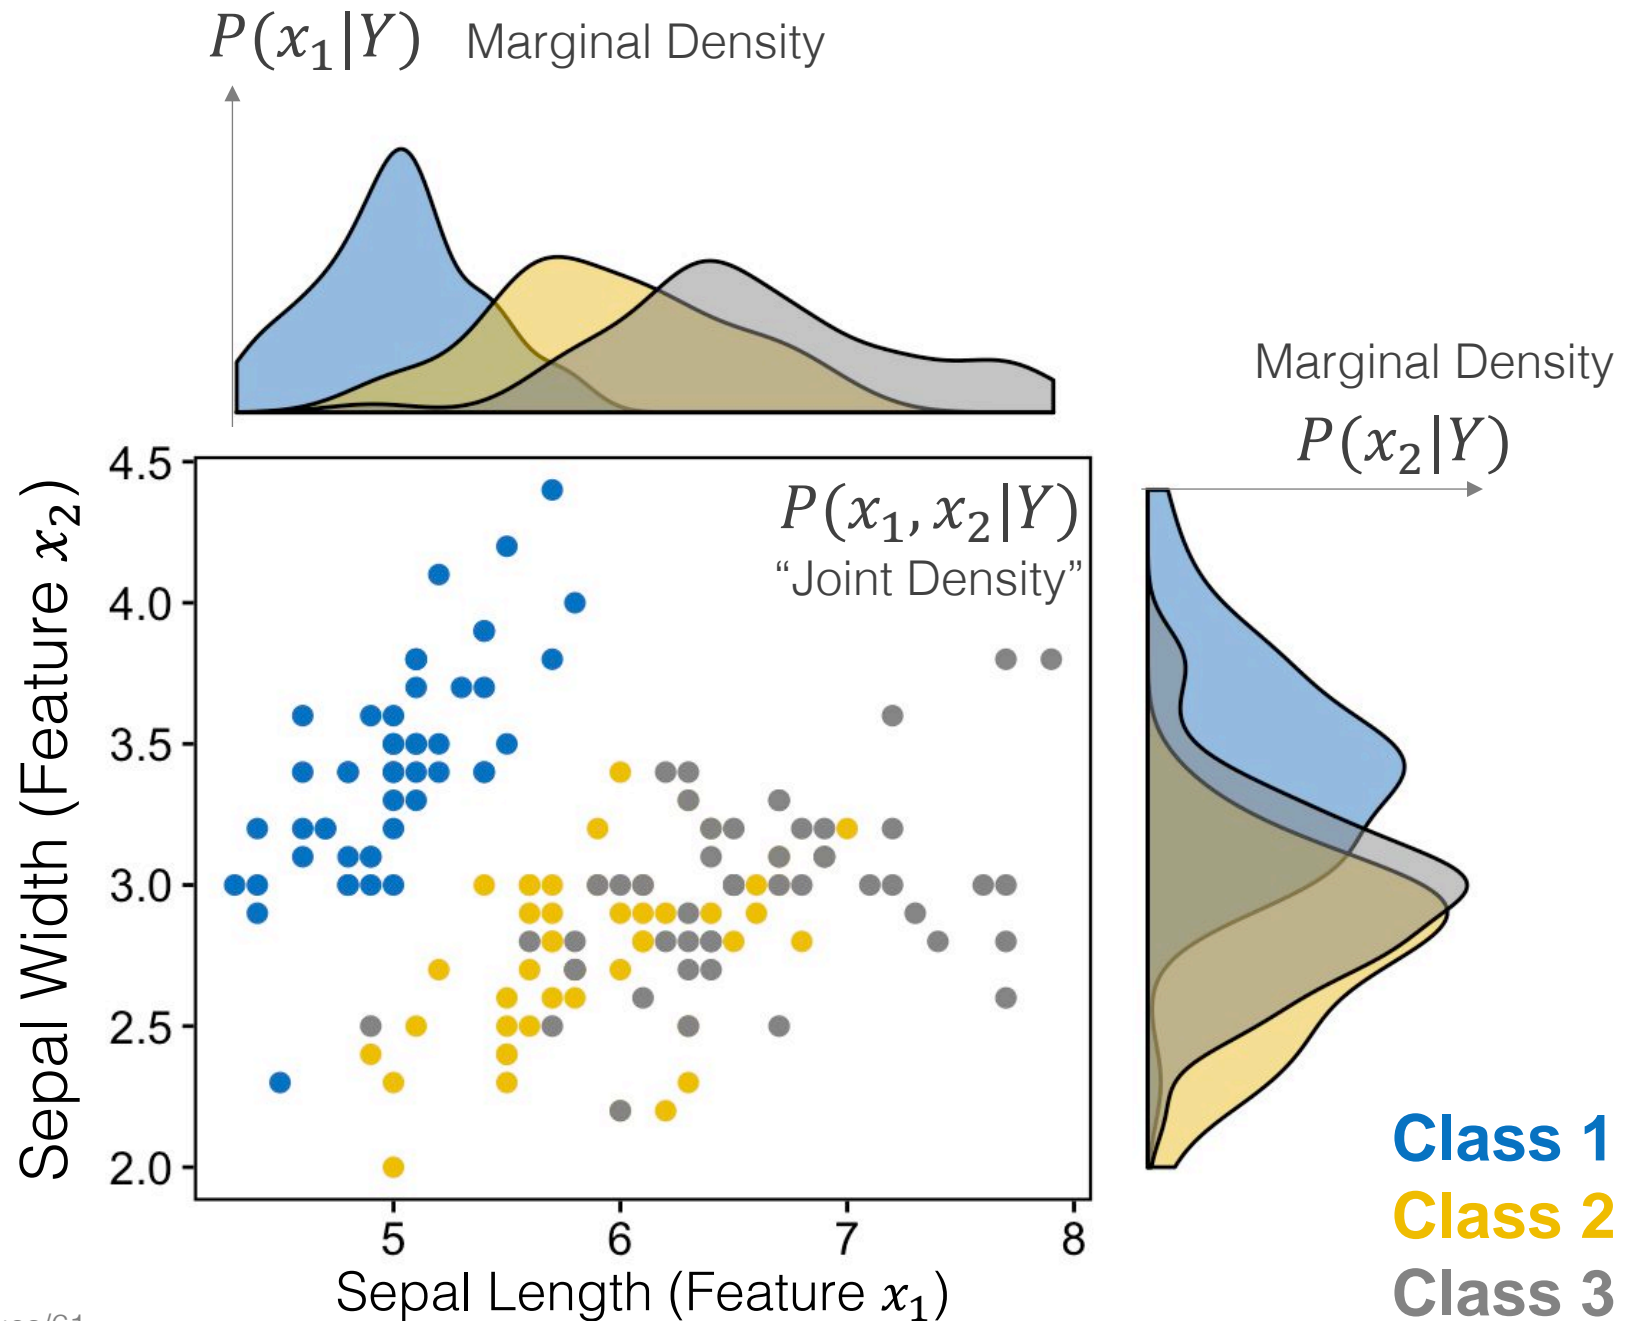 P(x₁|Y) Marginal Density
Marginal Density
P(x₂|Y)
P(x₁, x₂|Y)
“Joint Density”
4.5
4.0
3.5
3.0
2.5
2.0
Sepal Width (Feature x₂)
5 6 7 8
Sepal Length (Feature x₁)
Class 1
Class 2
Class 3